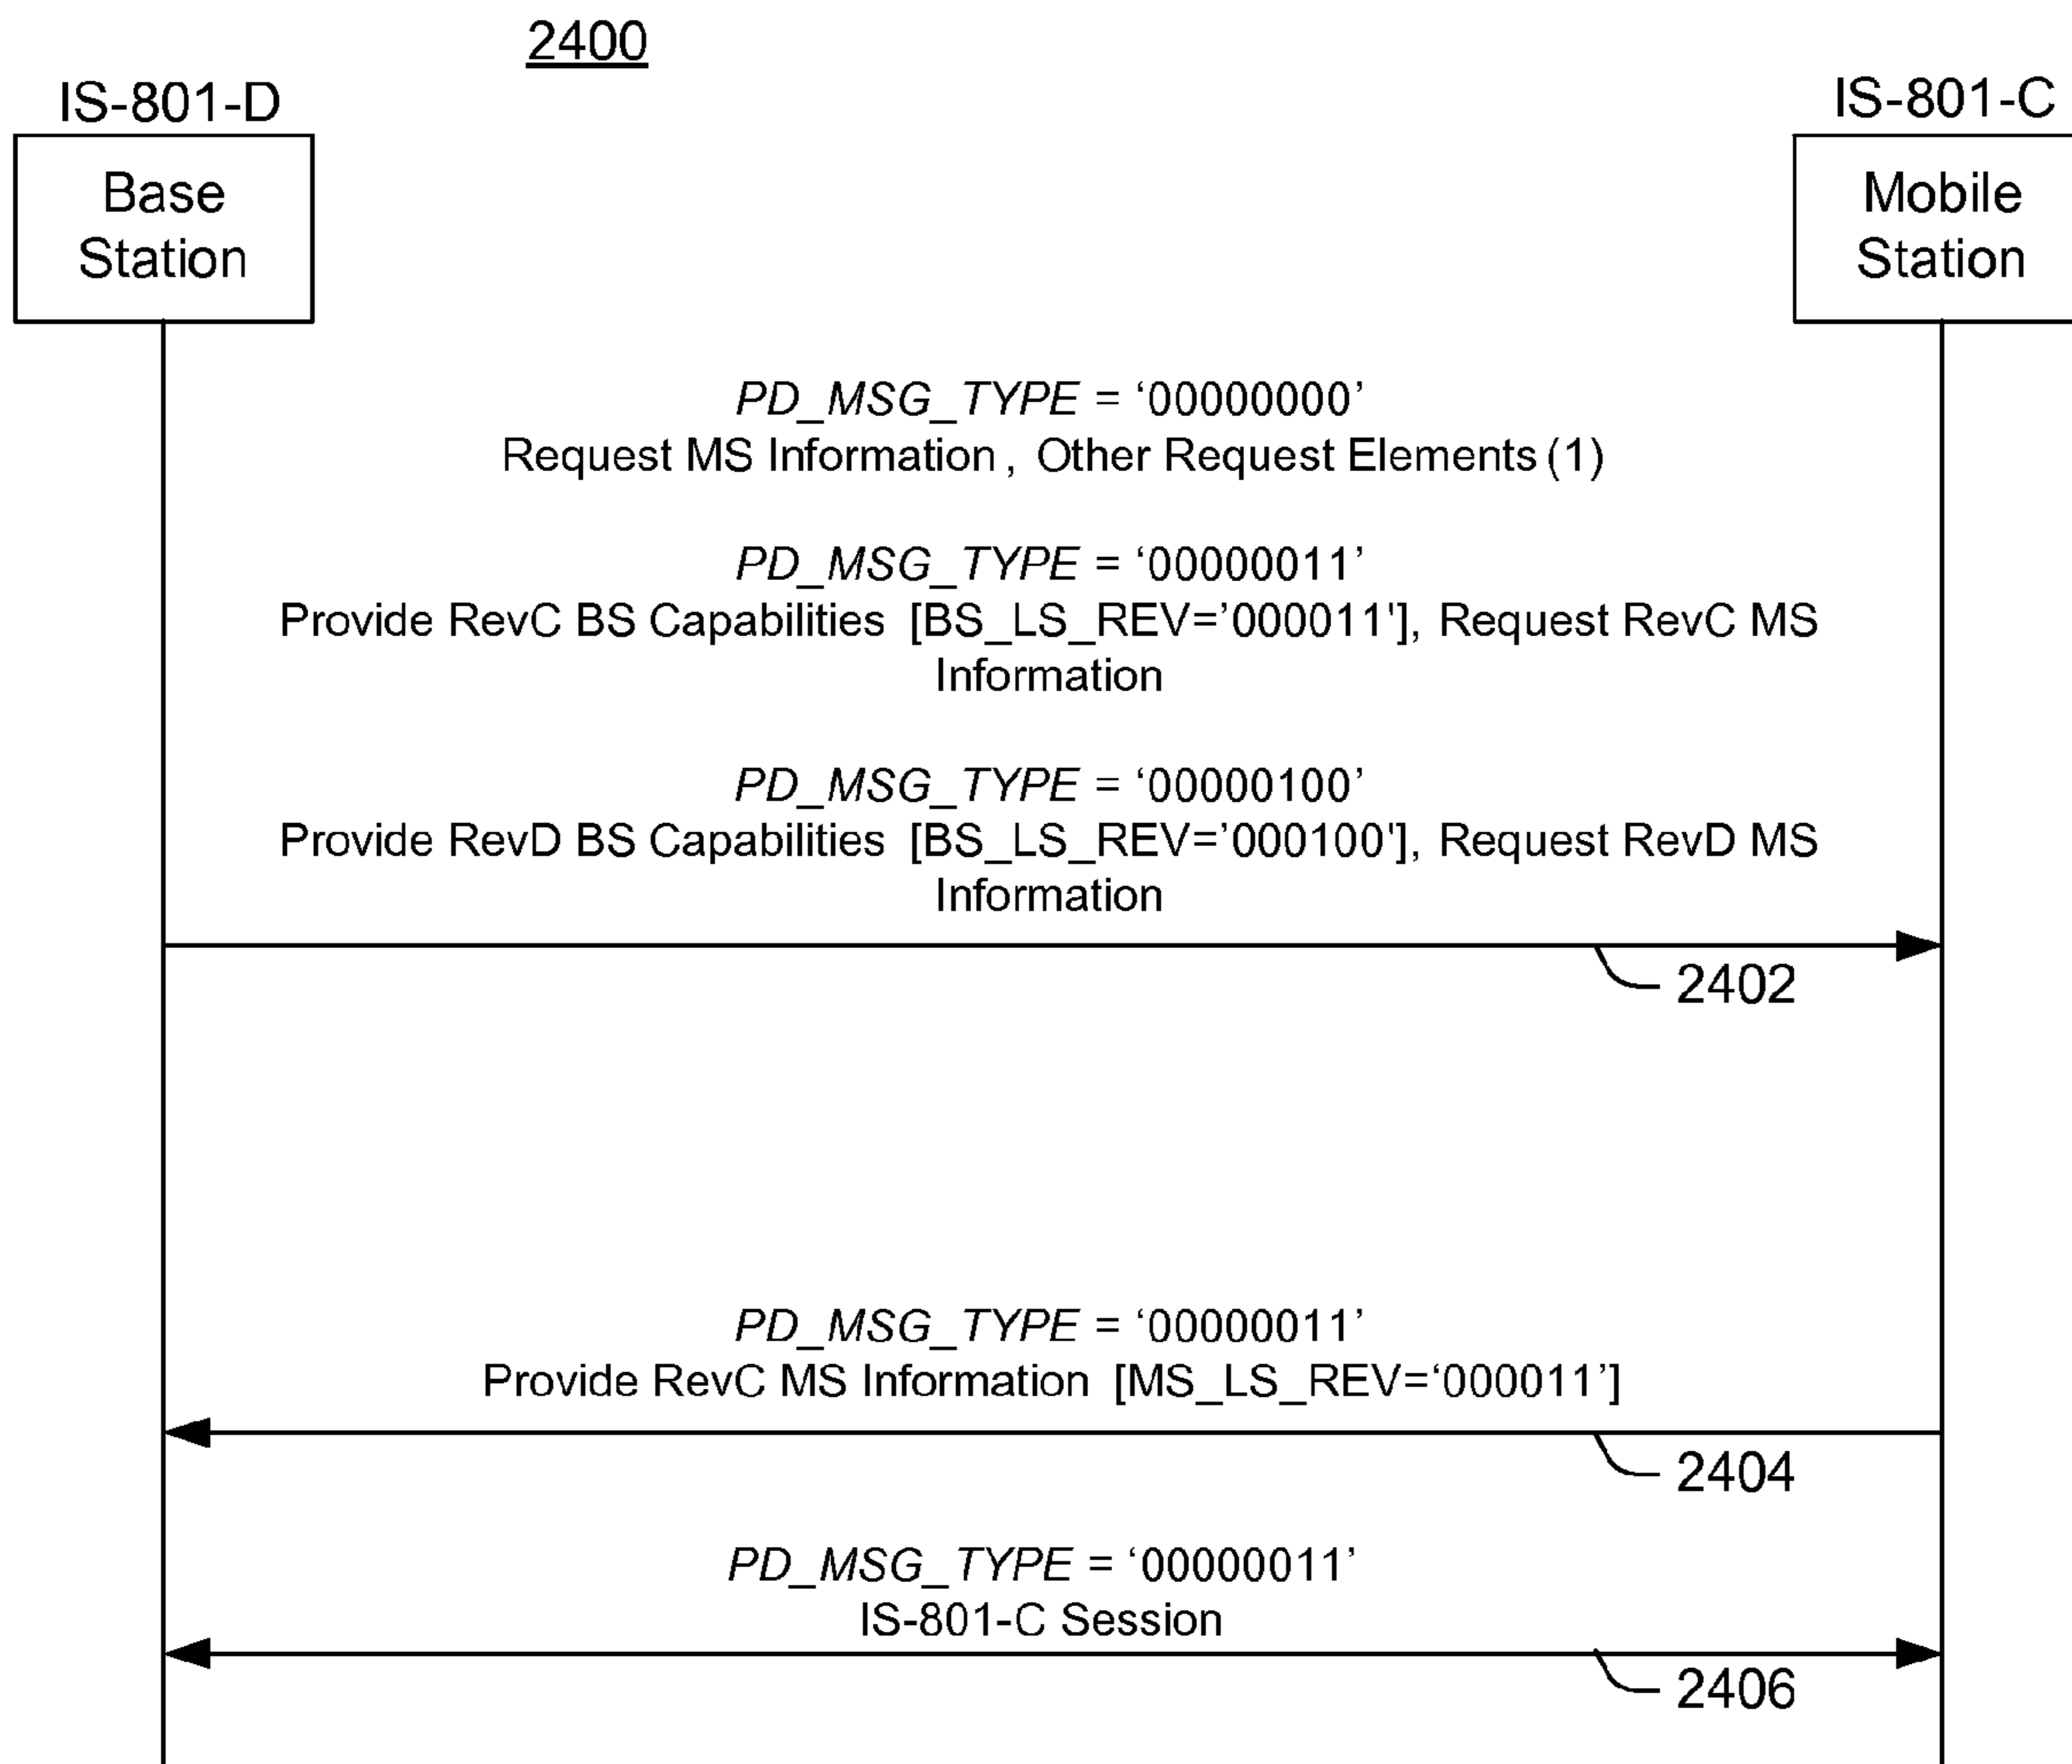 2400
IS-801-D
IS-801-C
Base
Station
Mobile
Station
PD_MSG_TYPE = ‘00000000’
Request MS Information , Other Request Elements (1)
PD_MSG_TYPE = ‘00000011’
Provide RevC BS Capabilities [BS_LS_REV=’000011'], Request RevC MS
Information
PD_MSG_TYPE = ‘00000100’
Provide RevD BS Capabilities [BS_LS_REV=’000100'], Request RevD MS
Information
2402
PD_MSG_TYPE = ‘00000011’
Provide RevC MS Information [MS_LS_REV=‘000011’]
2404
PD_MSG_TYPE = ‘00000011’
IS-801-C Session
2406